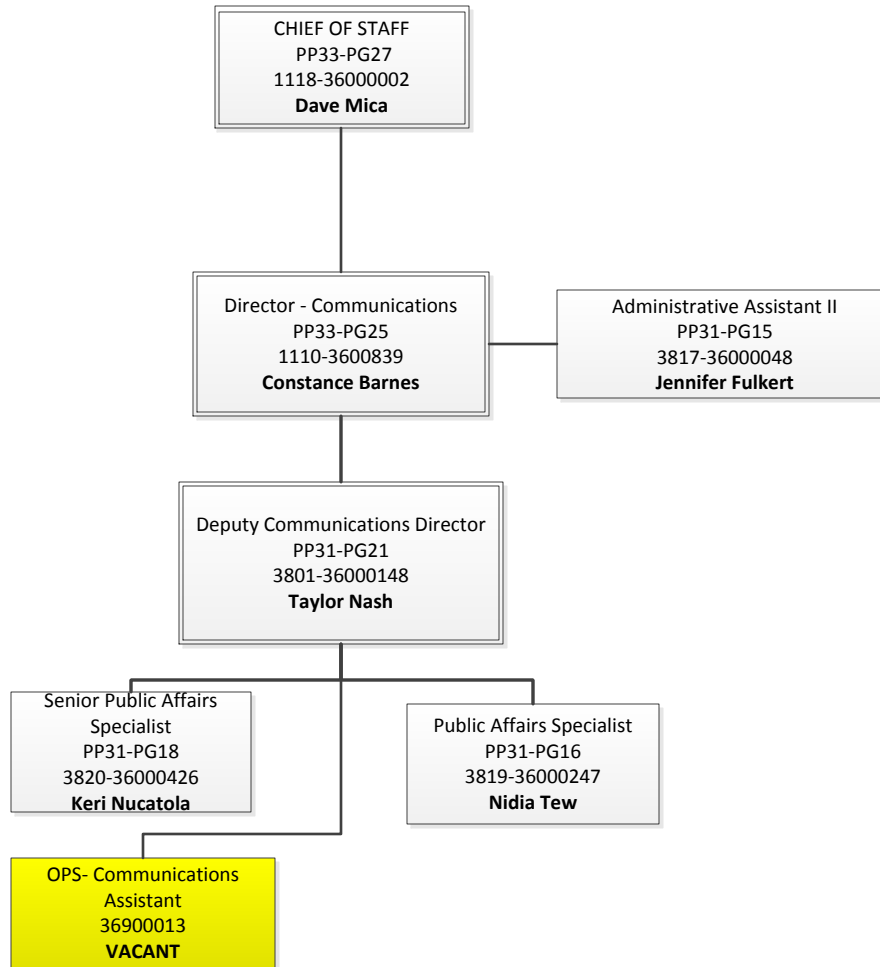 CHIEF OF STAFF
PP33-PG27
1118-36000002
Dave Mica
Director - Communications
PP33-PG25
1110-3600839
Constance Barnes
Administrative Assistant II
PP31-PG15
3817-36000048
Jennifer Fulkert
Deputy Communications Director
PP31-PG21
3801-36000148
Taylor Nash
Senior Public Affairs
Specialist
PP31-PG18
3820-36000426
Keri Nucatola
Public Affairs Specialist
PP31-PG16
3819-36000247
Nidia Tew
OPS- Communications
Assistant
36900013
VACANT